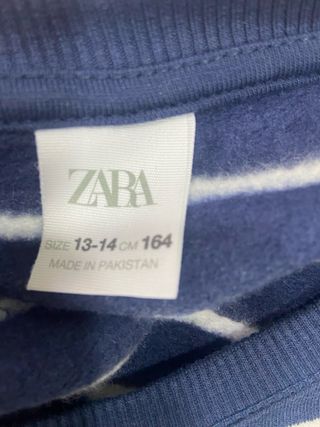 ZARA
SIZE 13-14 CM 164
MADE IN PAKISTAN